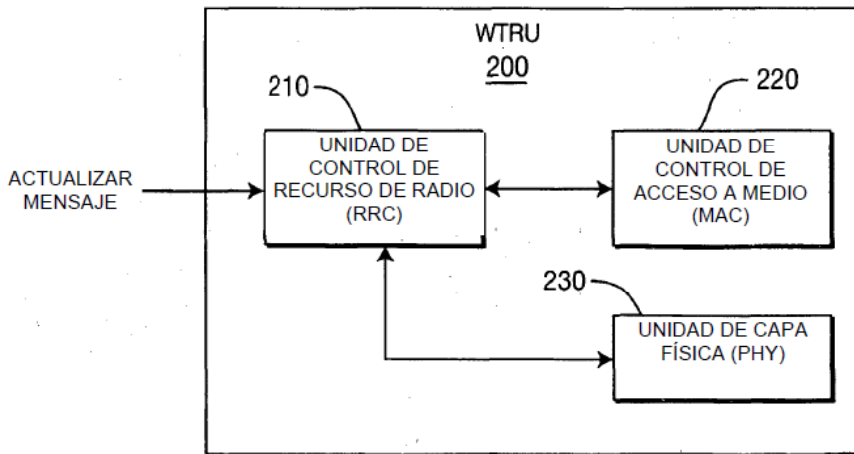 WTRU
200
210
220
UNIDAD DE
CONTROL DE
RECURSO DE RADIO
(RRC)
UNIDAD DE
CONTROL DE
ACCESO A MEDIO
(MAC)
ACTUALIZAR
MENSAJE
230
UNIDAD DE CAPA
FÍSICA (PHY)